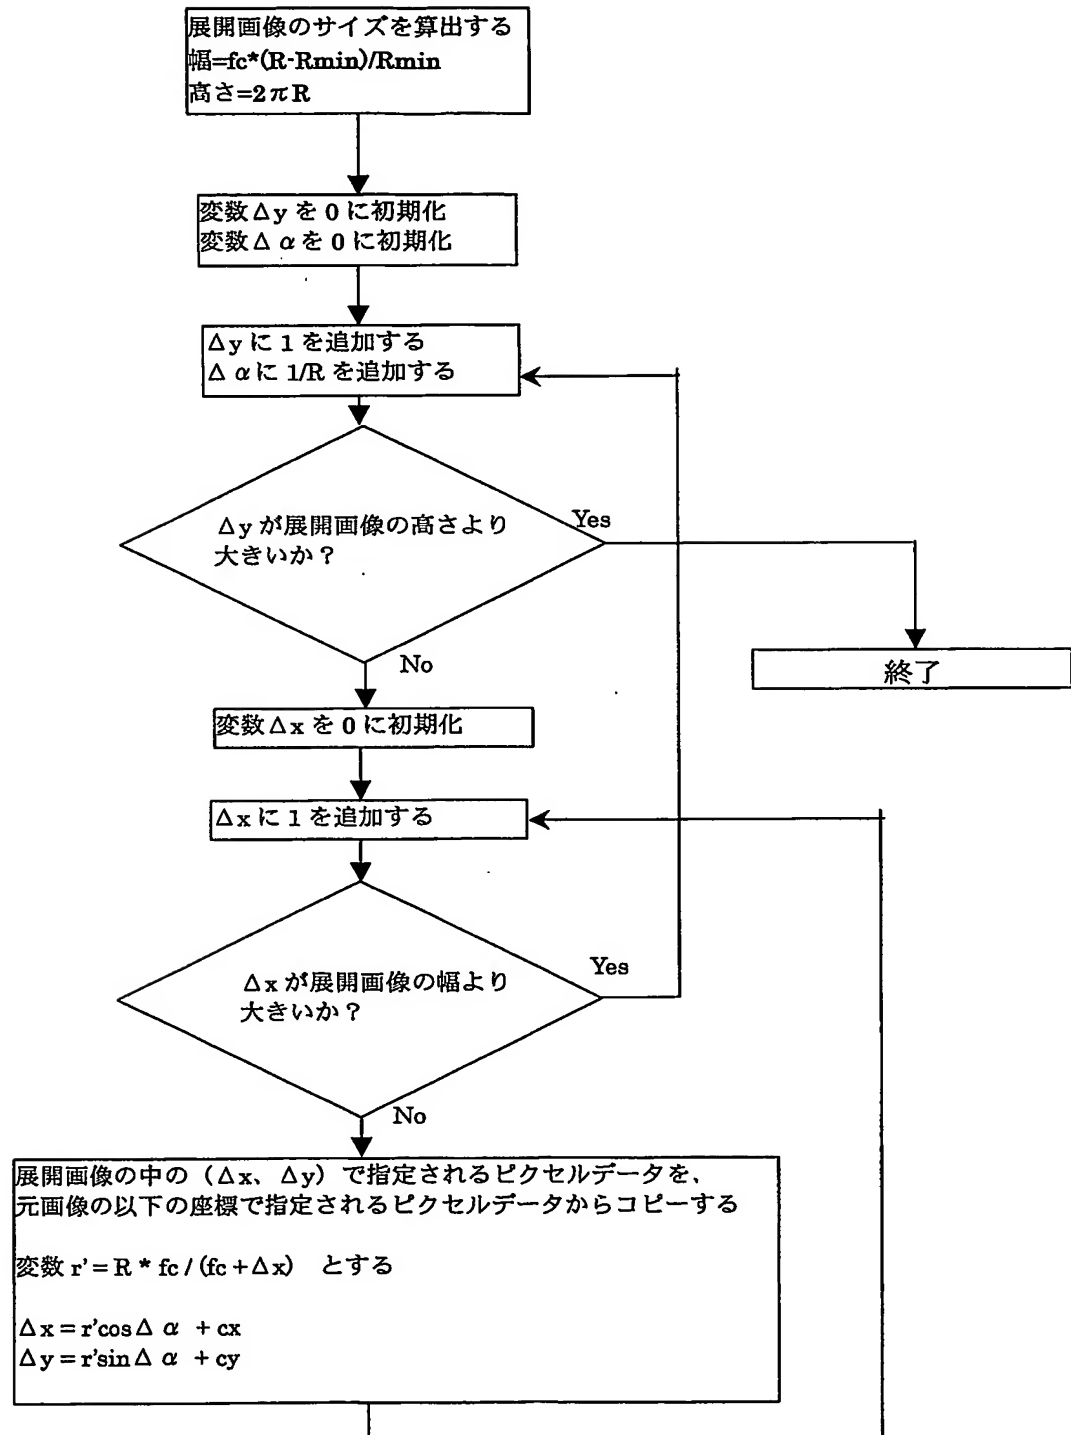 展開画像のサイズを算出する
幅=fc*(R-Rmin)/Rmin
高さ=2πR
変数Δyを0に初期化
変数Δαを0に初期化
Δyに1を追加する
Δαに1/Rを追加する
Δyが展開画像の高さより
大きいか？
Yes
No
終了
変数Δxを0に初期化
Δxに1を追加する
Δxが展開画像の幅より
大きいか？
Yes
No
展開画像の中の（Δx、Δy）で指定されるピクセルデータを、
元画像の以下の座標で指定されるピクセルデータからコピーする
変数 r'= R * fc / (fc +Δx)　とする
Δx = r'cosΔα + cx
Δy = r'sinΔα + cy